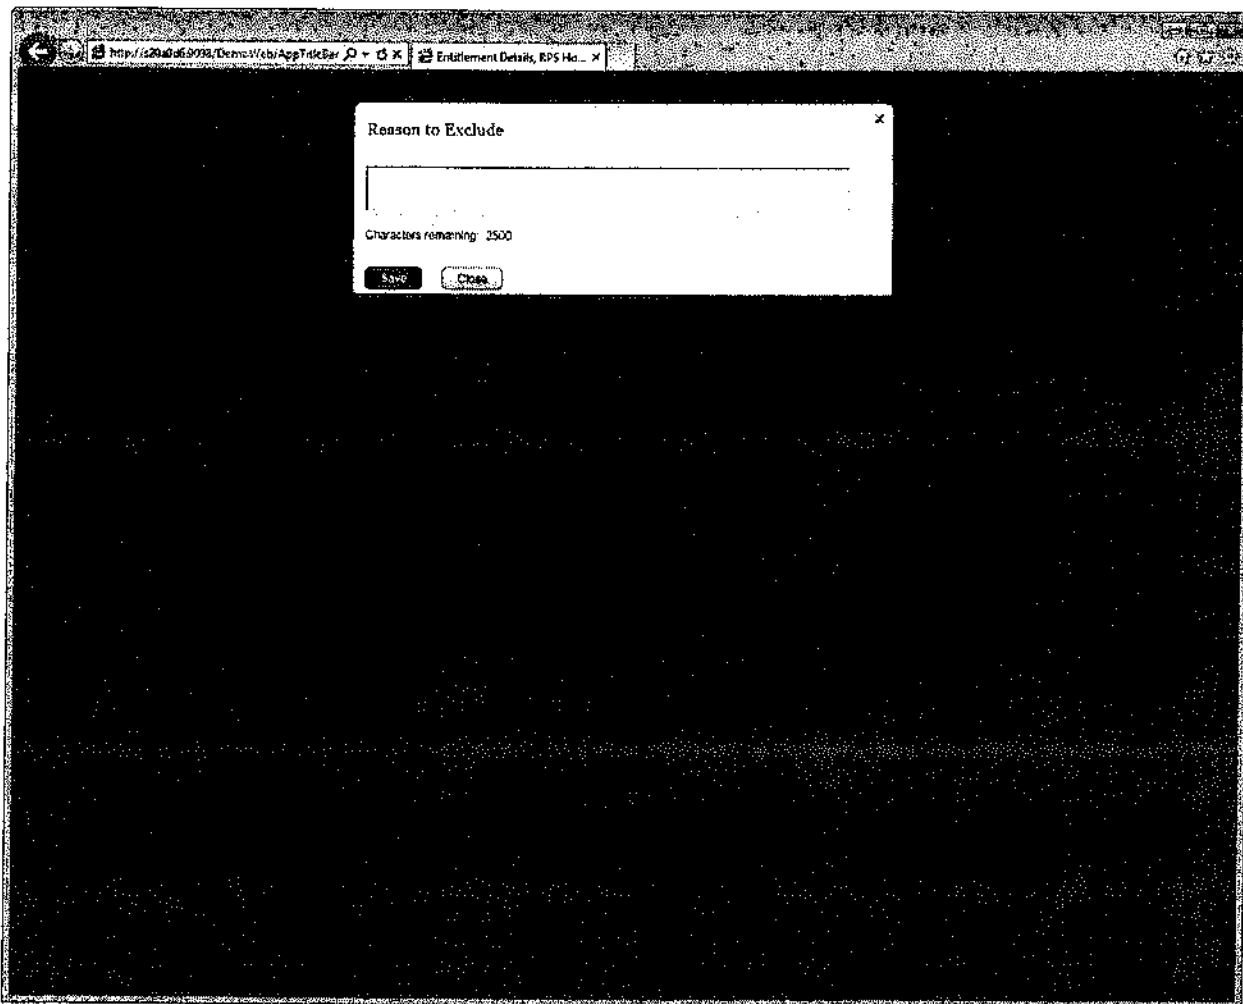 Entitlement Details, RPS Ho...
Reason to Exclude
Characters remaining: 2500
Save Close